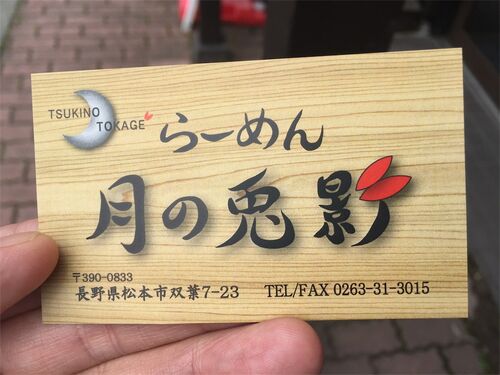 TSUKINO
TOKAGE
らーめん
月の兎影
〒390-0833
長野県松本市双葉7-23 TEL/FAX 0263-31-3015